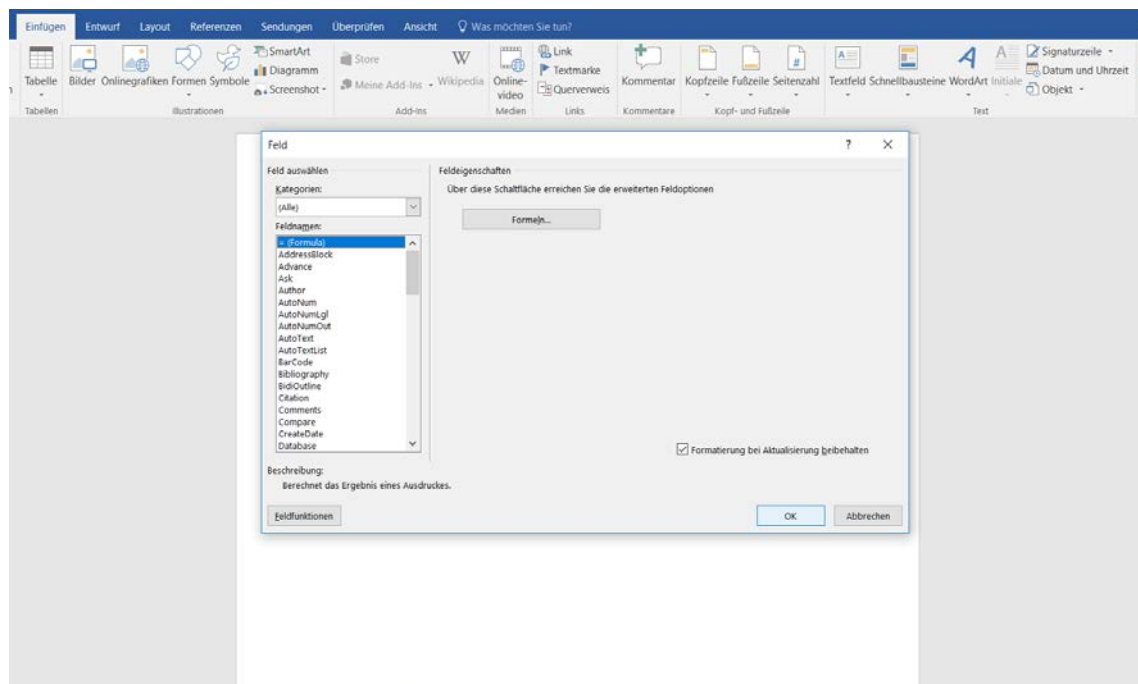 Einfügen Entwurf Layout Referenzen Sendungen Überprüfen Ansicht Was möchten Sie tun?
SmartArt Store Link Signaturzeile
Diagramm Textmarke Datum und Uhrzeit
Tabelle Bilder Onlinegrafiken Formen Symbole Screenshot Meine Add-Ins Wikipedia Online-video Querverweis Kommentar Kopfzeile Fußzeile Seitenzahl Textfeld Schnellbausteine WordArt Initiale Objekt
Tabellen Illustrationen Add-Ins Medien Links Kommentare Kopf- und Fußzeile Text
Feld ?
Feld auswählen
Kategorien:
(Alle)
Feldnamen:
= (Formula)
AddressBlock
Advance
Ask
Author
AutoNum
AutoNumLgl
AutoNumOut
AutoText
AutoTextList
BarCode
Bibliography
BidiOutline
Citation
Comments
Compare
CreateDate
Database
Feldeigenschaften
Über diese Schaltfläche erreichen Sie die erweiterten Feldoptionen
Formeln...
Formatierung bei Aktualisierung beibehalten
Beschreibung:
Berechnet das Ergebnis eines Ausdruckes.
Feldfunktionen OK Abbrechen